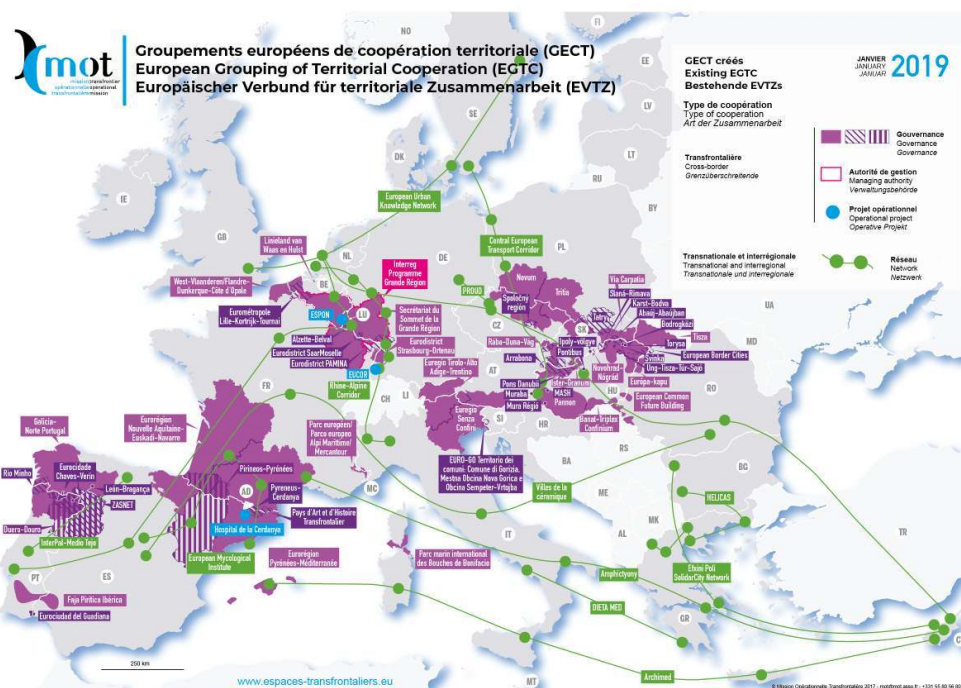 mot
mission transfrontier
opérationnelle opérational
transfrontalière mission
Groupements européens de coopération territoriale (GECT)
European Grouping of Territorial Cooperation (EGTC)
Europäischer Verbund für territoriale Zusammenarbeit (EVTZ)
GECT créés
Existing EGTC
Bestehende EVTZs
JANVIER
JANUARY
JANUAR
2019
Type de coopération
Type of cooperation
Art der Zusammenarbeit
Transfrontalière
Cross-border
Grenzüberschreitende
Gouvernance
Governance
Governance
Autorité de gestion
Managing authority
Verwaltungsbehörde
Projet opérationnel
Operational project
Operative Projekt
Transnationale et interrégionale
Transnational and interregional
Transnationale und interregionale
Réseau
Network
Netzwerk
NO
FI
EE
SE
LV
DK
LT
RU
IE
GB
BY
NL
DE
PL
BE
LU
UA
CZ
SK
MD
FR
AT
CH
LI
HU
RO
SI
HR
BA
RS
BG
ME
MC
AD
IT
MK
AL
TR
PT
ES
GR
MT
European Urban
Knowledge Network
Linieland van
Waas en Hulst
Central European
Transport Corridor
West-Vlaanderen/Flandre-
Dunkerque-Côte d'Opale
Interreg
Programme
Grande Région
Eurométropole
Lille-Kortrijk-Tournai
ESPON
PROUD
Novum
Tritia
Via Carpatia
Slaná-Rimava
Karst-Bodva
Abaúj-Abaújban
Bodrogközi
Spoločný
región
Tatry
Tisza
Torysa
Secrétariat du
Sommet de la
Grande Région
Alzette-Belval
Eurodistrict SaarMoselle
Eurodistrict PAMINA
Eurodistrict
Strasbourg-Ortenau
Raba-Duna-Vág
Ipoly-völgye
Pontibus
Arrabona
European Border Cities
Svinka
Ung-Tisza-Túr-Sajó
EUCOR
Euregio Tirolo-Alto
Adige-Trentino
Novohrad-
Nógrád
Rhine-Alpine
Corridor
Pons Danubii
Ister-Granum
Európa-kapu
Muraba
MASH
Pannon
European Common
Future Building
Mura Régió
Banat-Triplex
Confinium
Euregio
Senza
Confini
Galicia-
Norte Portugal
Eurorégion
Nouvelle Aquitaine-
Euskadi-Navarre
Parc européen/
Parco europeo
Alpi Marittime/
Mercantour
EURO-GO Territorio dei
comuni: Comune di Gorizia,
Mestna Obcina Nova Gorica e
Obcina Sempeter-Vrtojba
Rio Minho
Eurocidade
Chaves-Verín
Pirineos-Pyrénées
León-Bragança
Pyreneus-
Cerdanya
Villes de la
céramique
ZASNET
HELICAS
Pays d'Art et d'Histoire
Transfrontalier
Duero-Douro
Hospital de la Cerdanya
InterPal-Medio Tejo
European Mycological
Institute
Eurorégion
Pyrénées-Méditerranée
Parc marin international
des Bouches de Bonifacio
Amphictyony
Efxini Poli
SolidarCity Network
Faja Pirítica Ibérica
Eurociudad del Guadiana
DIETA MED
Archimed
250 km
www.espaces-transfrontaliers.eu